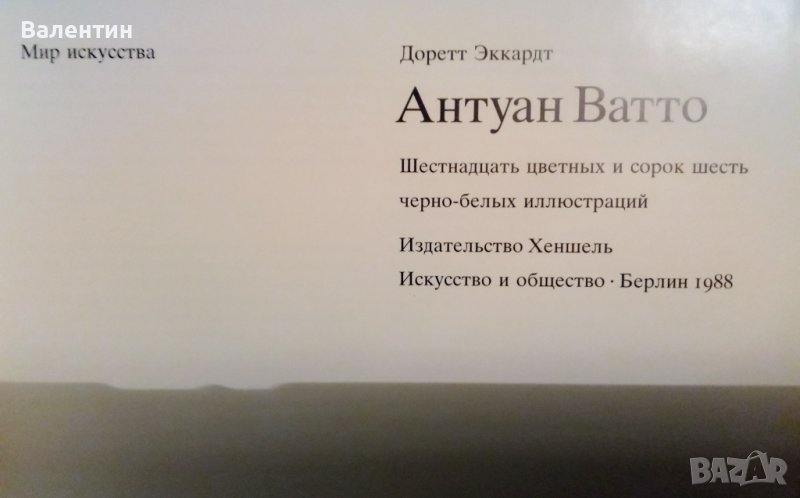 Валентин
Мир искусства
Доретт Эккардт
Антуан Ватто
Шестнадцать цветных и сорок шесть
черно-белых иллюстраций
Издательство Хеншель
Искусство и общество · Берлин 1988
BAZAR